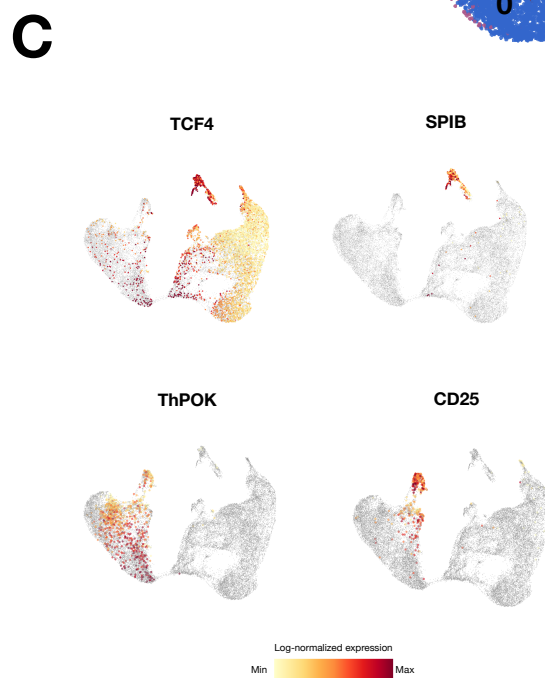 0
C
TCF4
SPIB
ThPOK
CD25
Log-normalized expression
Min
Max